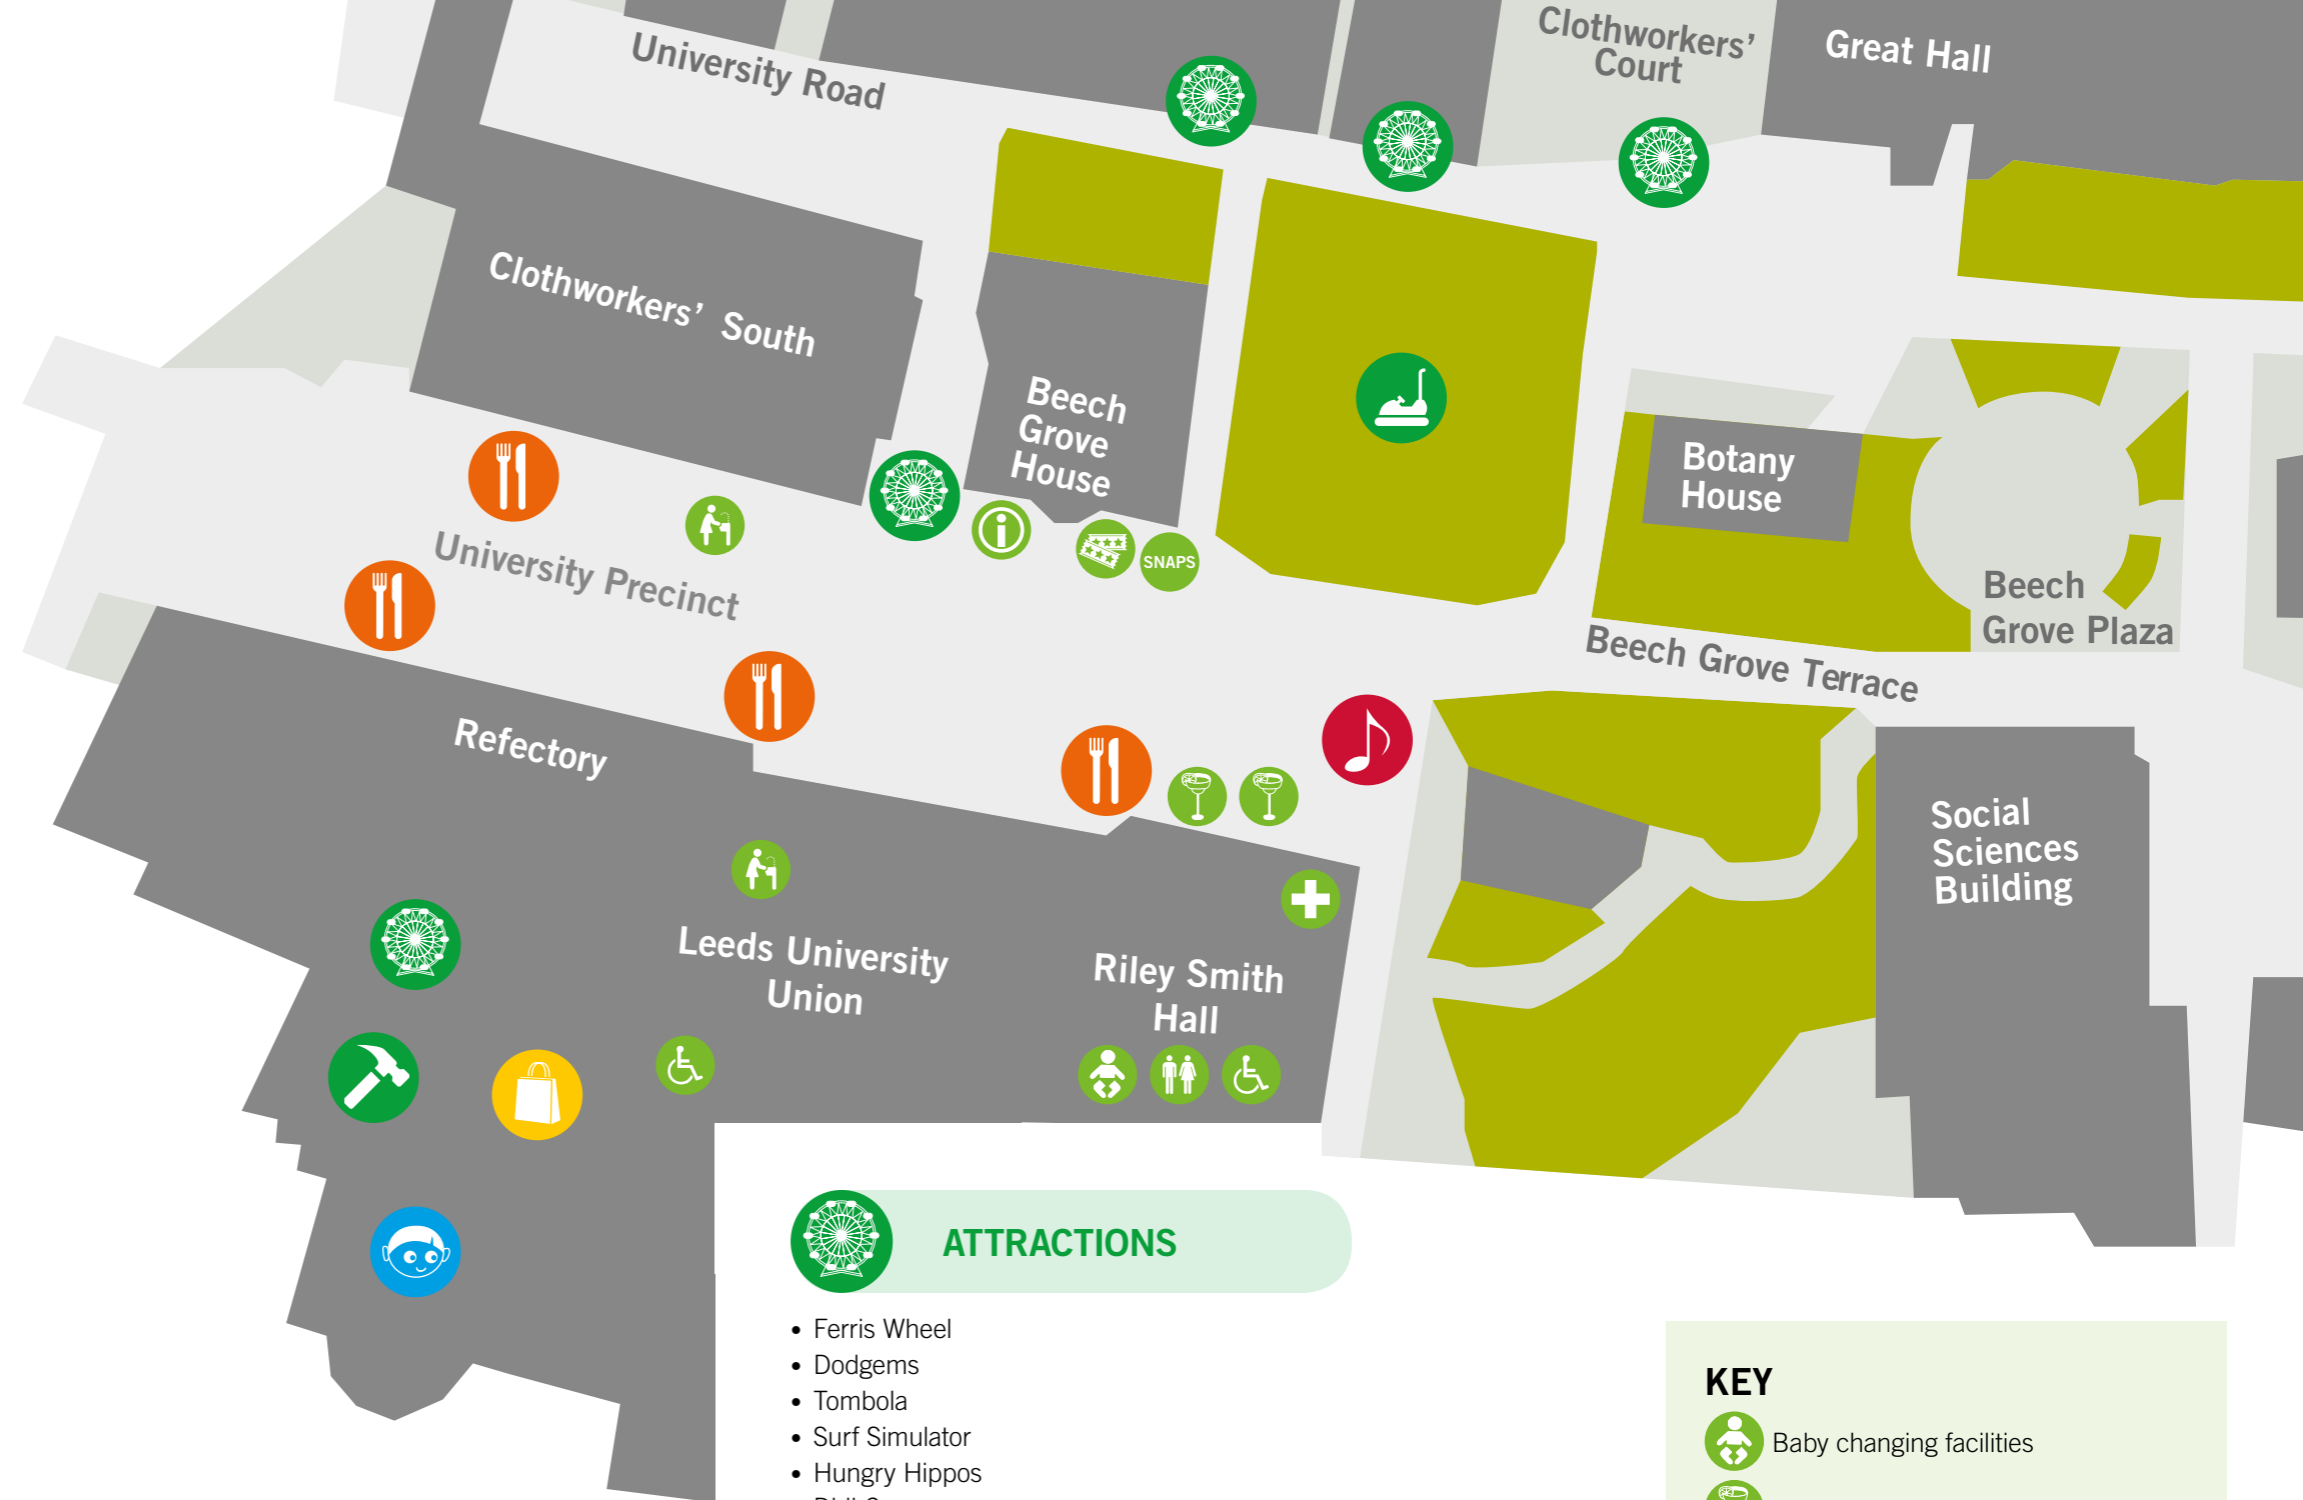 University Road
Clothworkers’
Court
Great Hall
Clothworkers’ South
Beech
Grove
House
Botany
House
SNAPS
University Precinct
Beech
Grove Plaza
Beech Grove Terrace
Refectory
Social
Sciences
Building
Leeds University
Union
Riley Smith
Hall
ATTRACTIONS
• Ferris Wheel
• Dodgems
• Tombola
• Surf Simulator
• Hungry Hippos
KEY
Baby changing facilities